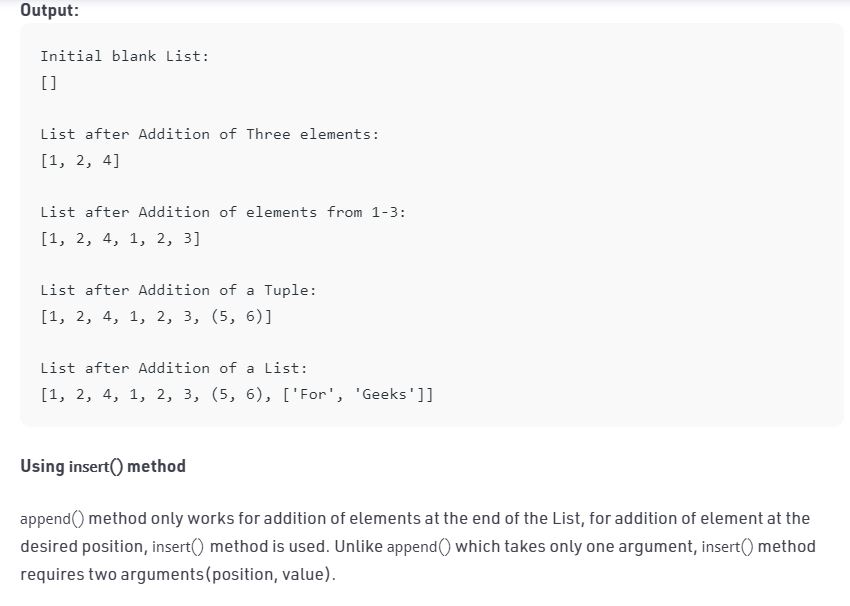 Output:
Initial blank List:
[]
List after Addition of Three elements:
[1, 2, 4]
List after Addition of elements from 1-3:
[1, 2, 4, 1, 2, 3]
List after Addition of a Tuple:
[1, 2, 4, 1, 2, 3, (5, 6)]
List after Addition of a List:
[1, 2, 4, 1, 2, 3, (5, 6), ['For', 'Geeks']]
Using insert() method
append() method only works for addition of elements at the end of the List, for addition of element at the
desired position, insert() method is used. Unlike append() which takes only one argument, insert() method
requires two arguments(position, value).